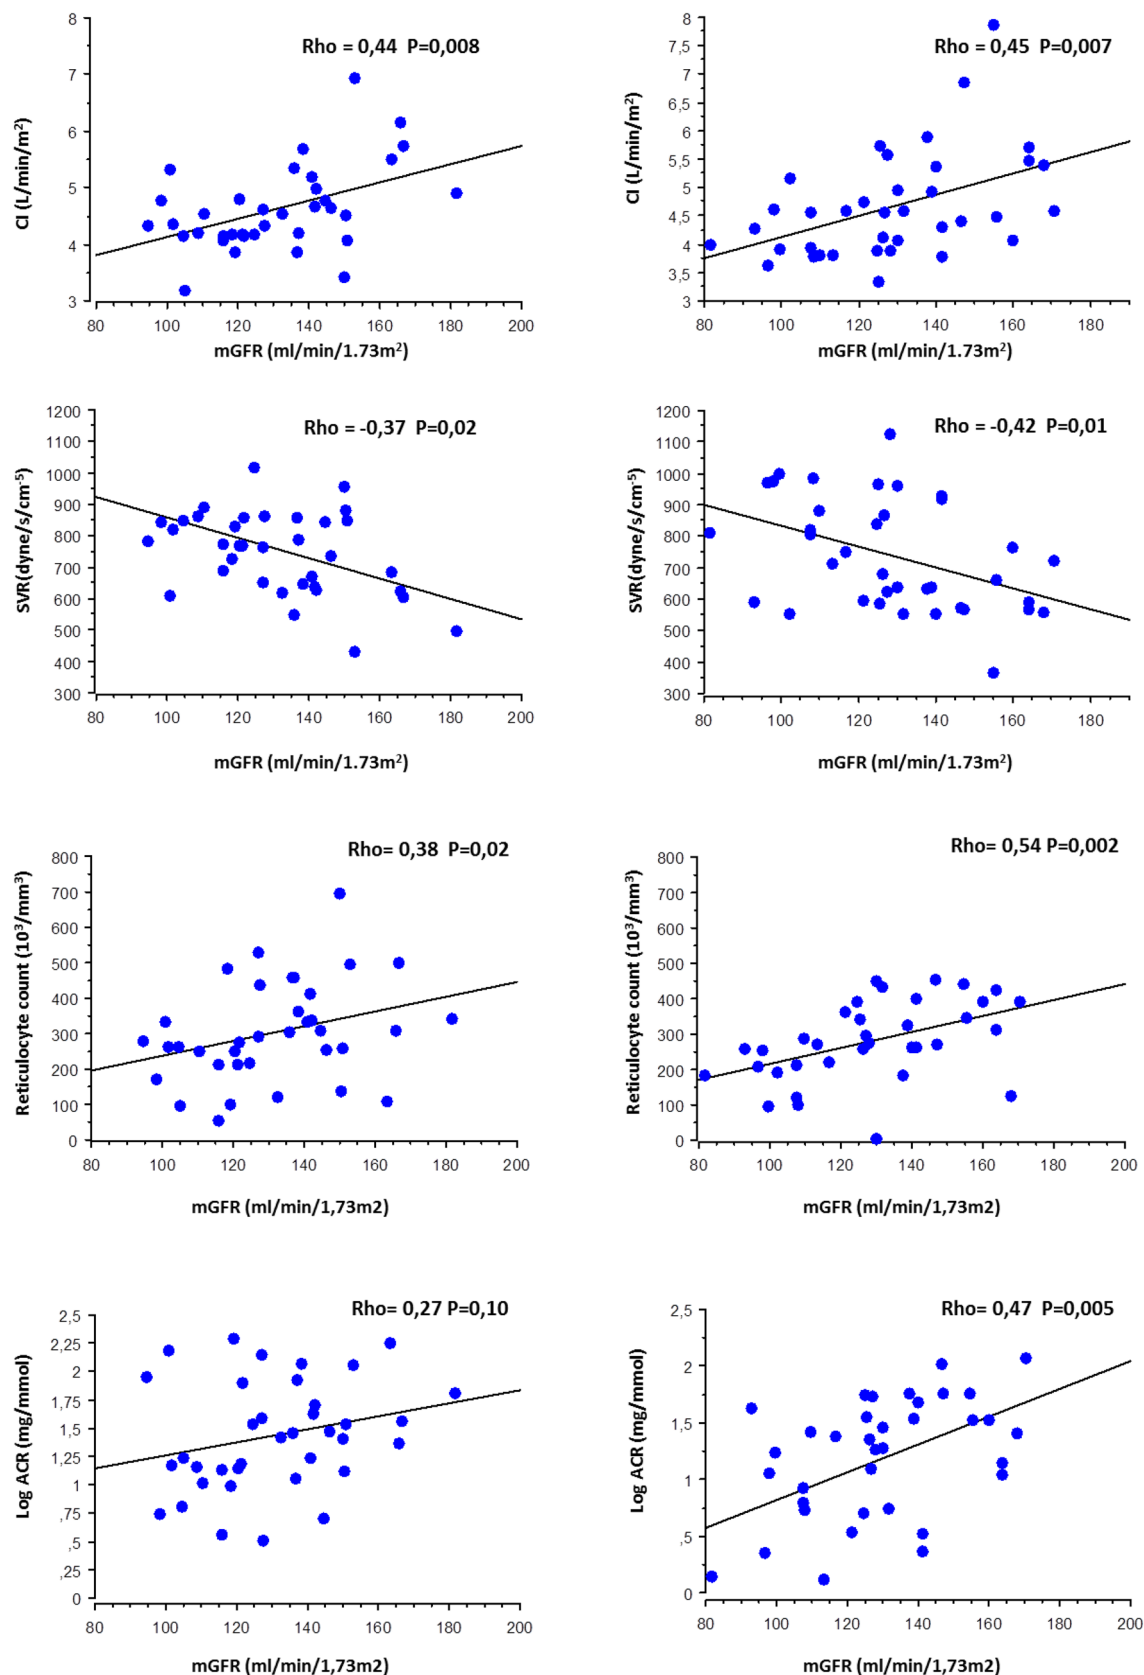 Rho = 0,44 P=0,008
CI (L/min/m²)
8
7
6
5
4
3
80 100 120 140 160 180 200
mGFR (ml/min/1.73m²)
Rho = 0,45 P=0,007
CI (L/min/m²)
8
7,5
7
6,5
6
5,5
5
4,5
4
3,5
3
80 100 120 140 160 180
mGFR (ml/min/1.73m²)
Rho = -0,37 P=0,02
SVR(dyne/s/cm⁻⁵)
1200
1100
1000
900
800
700
600
500
400
300
80 100 120 140 160 180 200
mGFR (ml/min/1.73m²)
Rho = -0,42 P=0,01
SVR(dyne/s/cm⁻⁵)
1200
1100
1000
900
800
700
600
500
400
300
80 100 120 140 160 180
mGFR (ml/min/1.73m²)
Rho= 0,38 P=0,02
Reticulocyte count (10³/mm³)
800
700
600
500
400
300
200
100
0
80 100 120 140 160 180 200
mGFR (ml/min/1,73m2)
Rho= 0,54 P=0,002
Reticulocyte count (10³/mm³)
800
700
600
500
400
300
200
100
0
80 100 120 140 160 180 200
mGFR (ml/min/1,73m2)
Rho= 0,27 P=0,10
Log ACR (mg/mmol)
2,5
2,25
2
1,75
1,5
1,25
1
,75
,5
,25
0
80 100 120 140 160 180 200
mGFR (ml/min/1,73m2)
Rho= 0,47 P=0,005
Log ACR (mg/mmol)
2,5
2
1,5
1
,5
0
80 100 120 140 160 180 200
mGFR (ml/min/1,73m2)